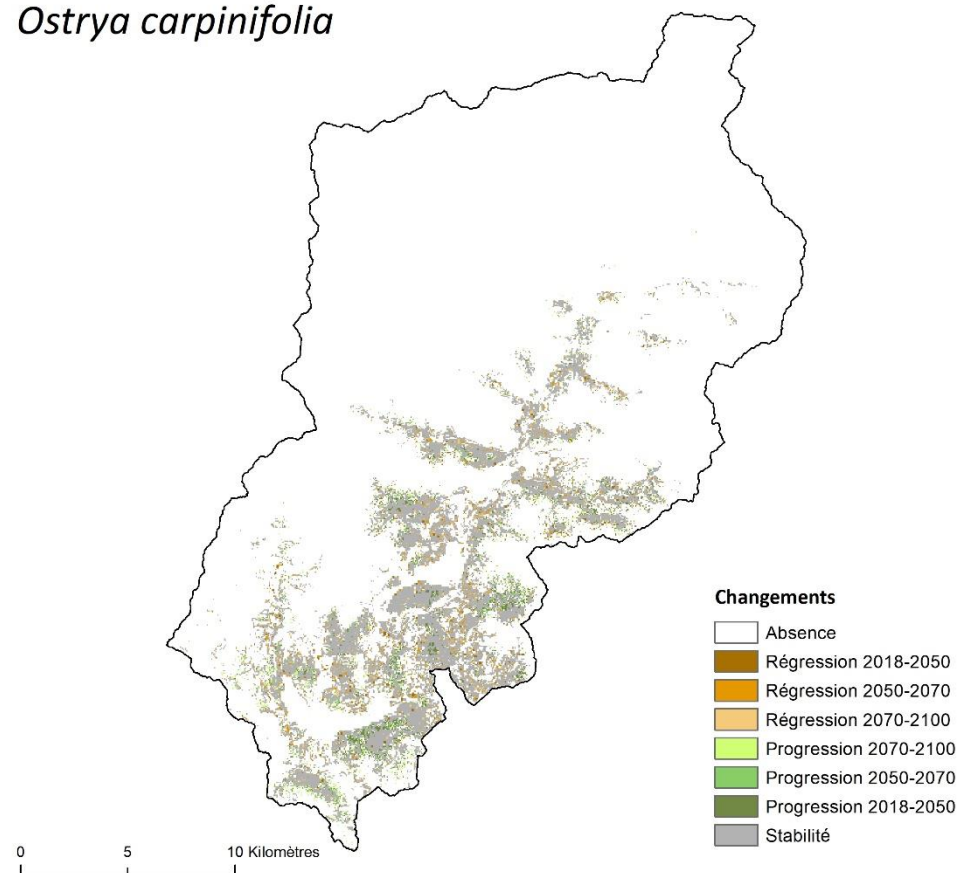 Ostrya carpinifolia
Changements
Absence
Régression 2018-2050
Régression 2050-2070
Régression 2070-2100
Progression 2070-2100
Progression 2050-2070
Progression 2018-2050
Stabilité
0 5 10 Kilomètres